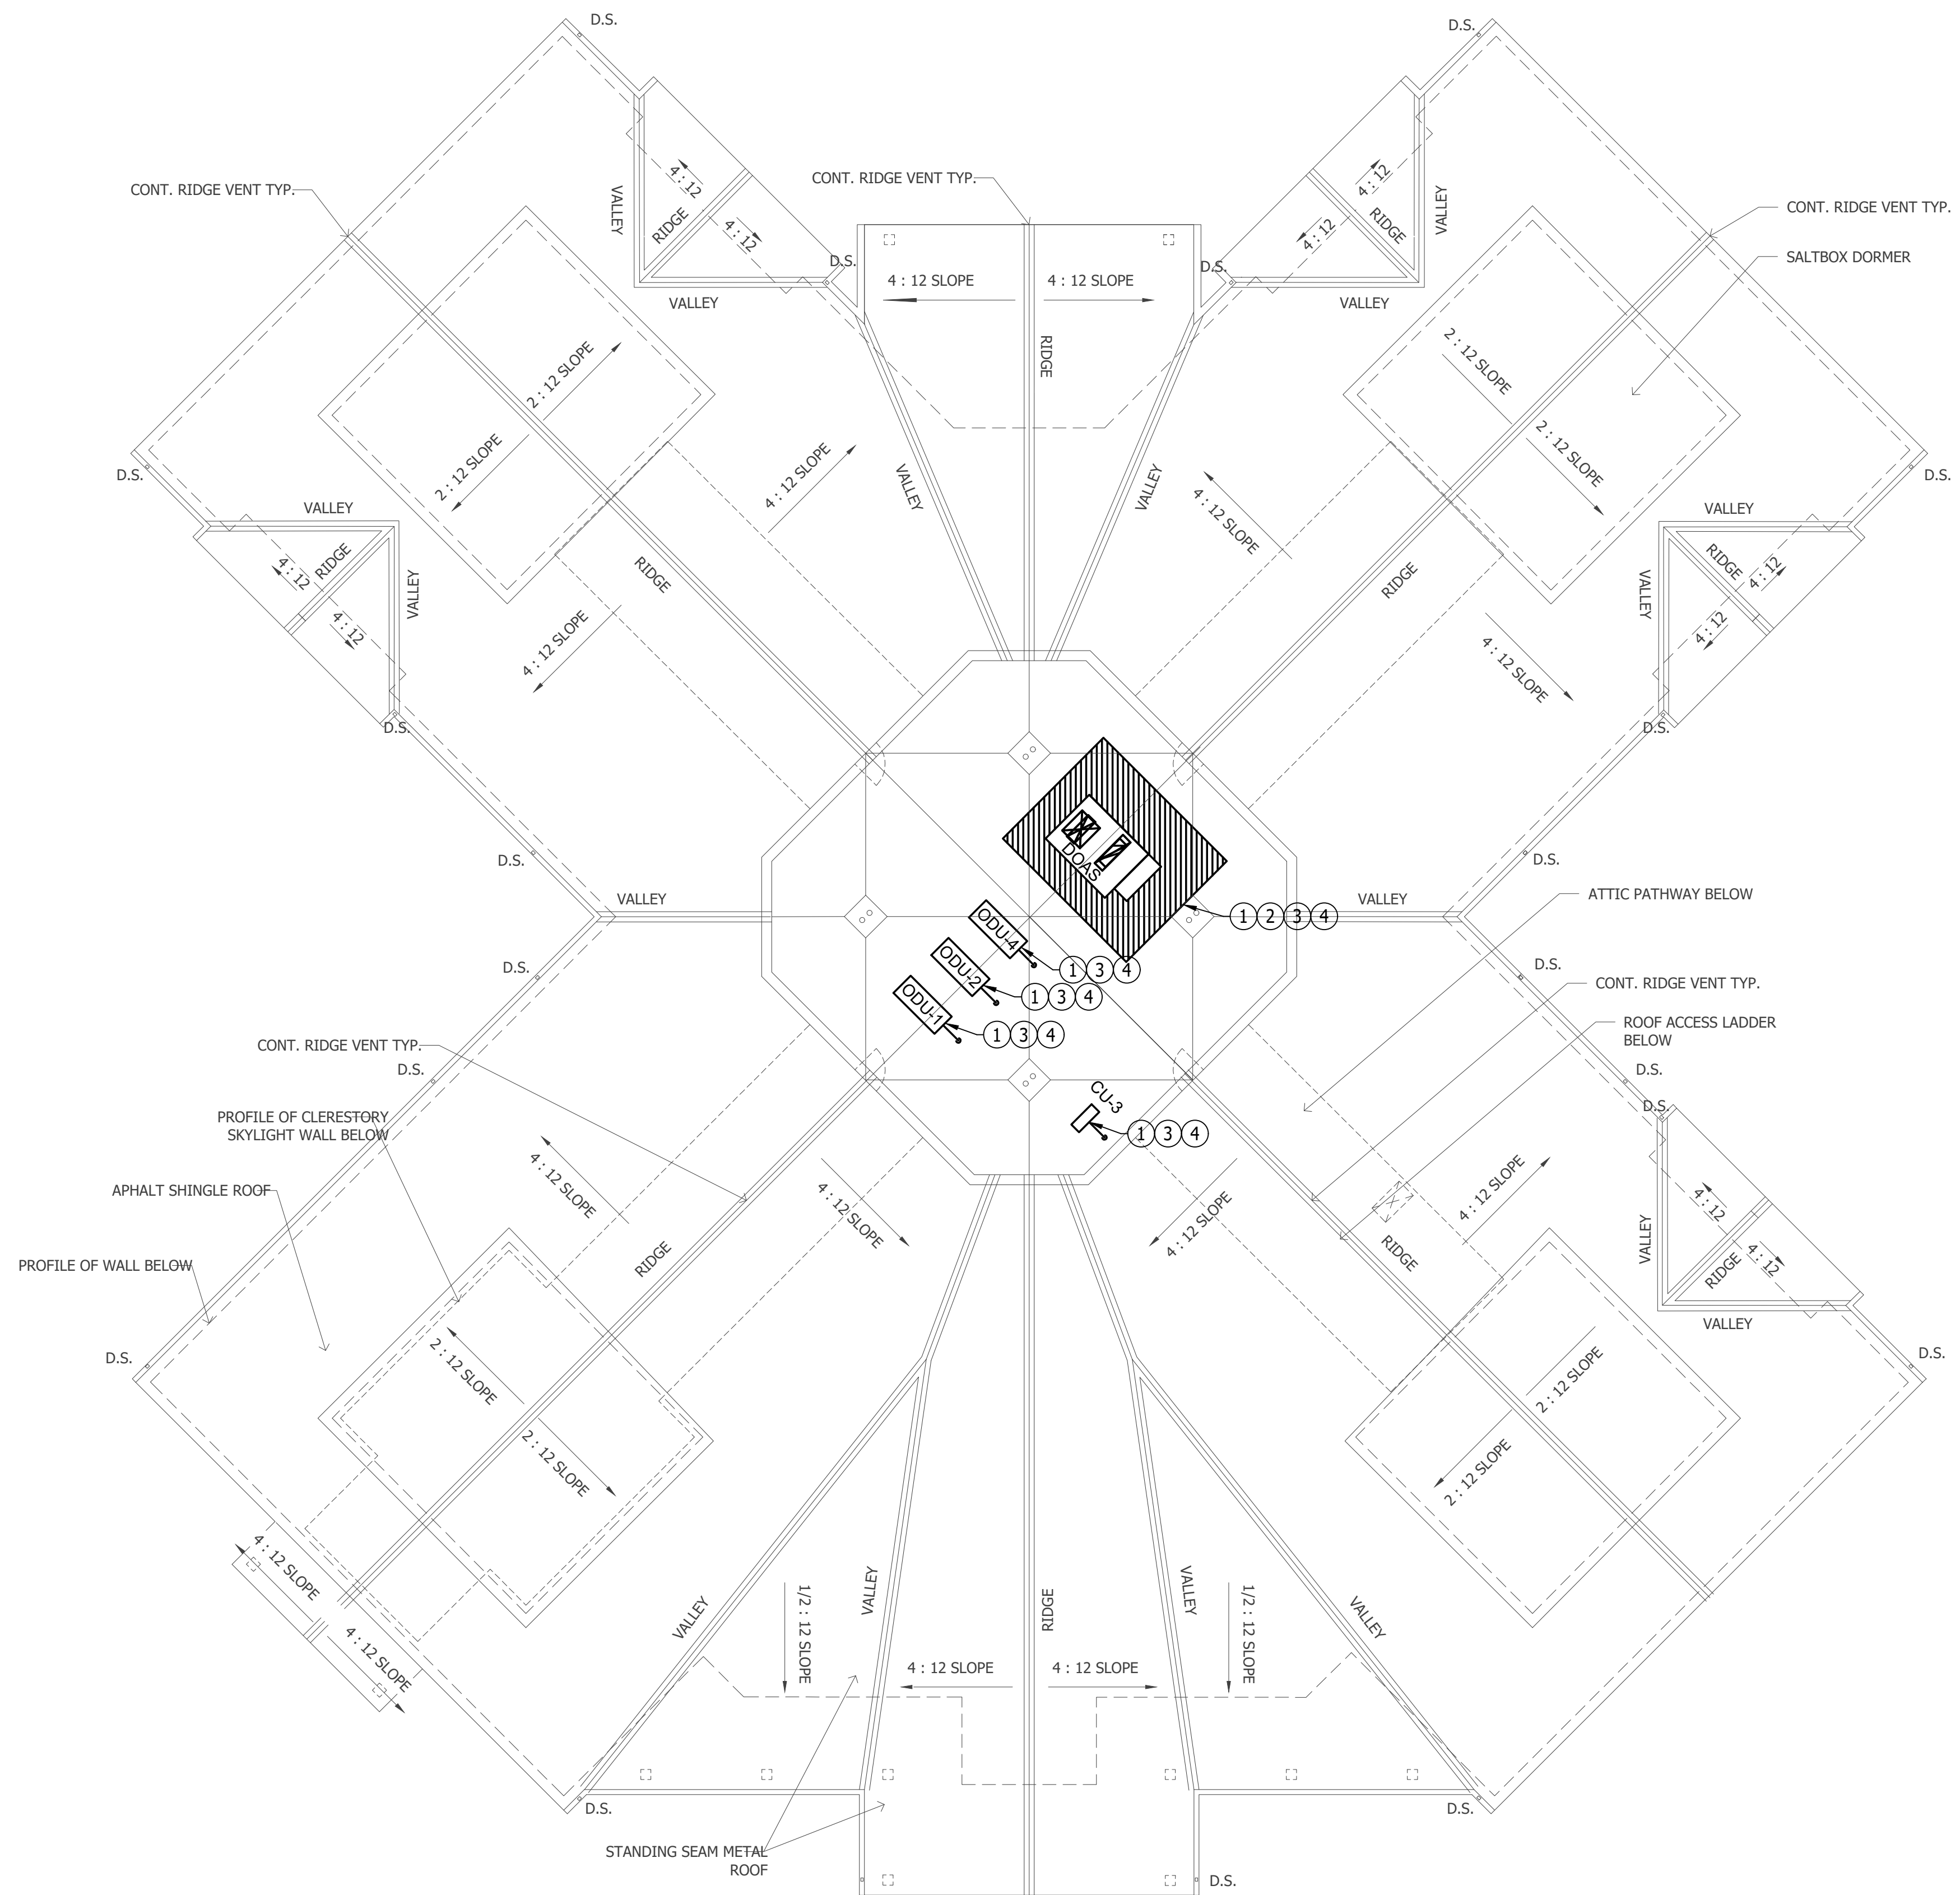 D.S.
D.S.
CONT. RIDGE VENT TYP.
CONT. RIDGE VENT TYP.
CONT. RIDGE VENT TYP.
SALTBOX DORMER
4 : 12
4 : 12
VALLEY
RIDGE
4 : 12
4 : 12
RIDGE
VALLEY
D.S.
D.S.
VALLEY
VALLEY
4 : 12 SLOPE
4 : 12 SLOPE
RIDGE
2 : 12 SLOPE
2 : 12 SLOPE
2 : 12 SLOPE
2 : 12 SLOPE
D.S.
D.S.
4 : 12 SLOPE
VALLEY
VALLEY
4 : 12 SLOPE
VALLEY
VALLEY
RIDGE
4 : 12
4 : 12
VALLEY
RIDGE
RIDGE
VALLEY
RIDGE
4 : 12
4 : 12
4 : 12 SLOPE
4 : 12 SLOPE
D.S.
D.S.
D.S.
D.S.
DOAS
VALLEY
VALLEY
ATTIC PATHWAY BELOW
1 2 3 4
ODU-4
1 3 4
ODU-2
1 3 4
ODU-1
1 3 4
D.S.
D.S.
CONT. RIDGE VENT TYP.
ROOF ACCESS LADDER
BELOW
CONT. RIDGE VENT TYP.
D.S.
D.S.
D.S.
CU-3
1 3 4
PROFILE OF CLERESTORY
SKYLIGHT WALL BELOW
APHALT SHINGLE ROOF
PROFILE OF WALL BELOW
4 : 12 SLOPE
4 : 12 SLOPE
4 : 12 SLOPE
4 : 12 SLOPE
RIDGE
RIDGE
4 : 12
4 : 12
VALLEY
RIDGE
VALLEY
D.S.
D.S.
2 : 12 SLOPE
2 : 12 SLOPE
2 : 12 SLOPE
2 : 12 SLOPE
4 : 12 SLOPE
4 : 12 SLOPE
VALLEY
1/2 : 12 SLOPE
VALLEY
RIDGE
VALLEY
1/2 : 12 SLOPE
VALLEY
4 : 12 SLOPE
4 : 12 SLOPE
D.S.
D.S.
STANDING SEAM METAL
ROOF
D.S.